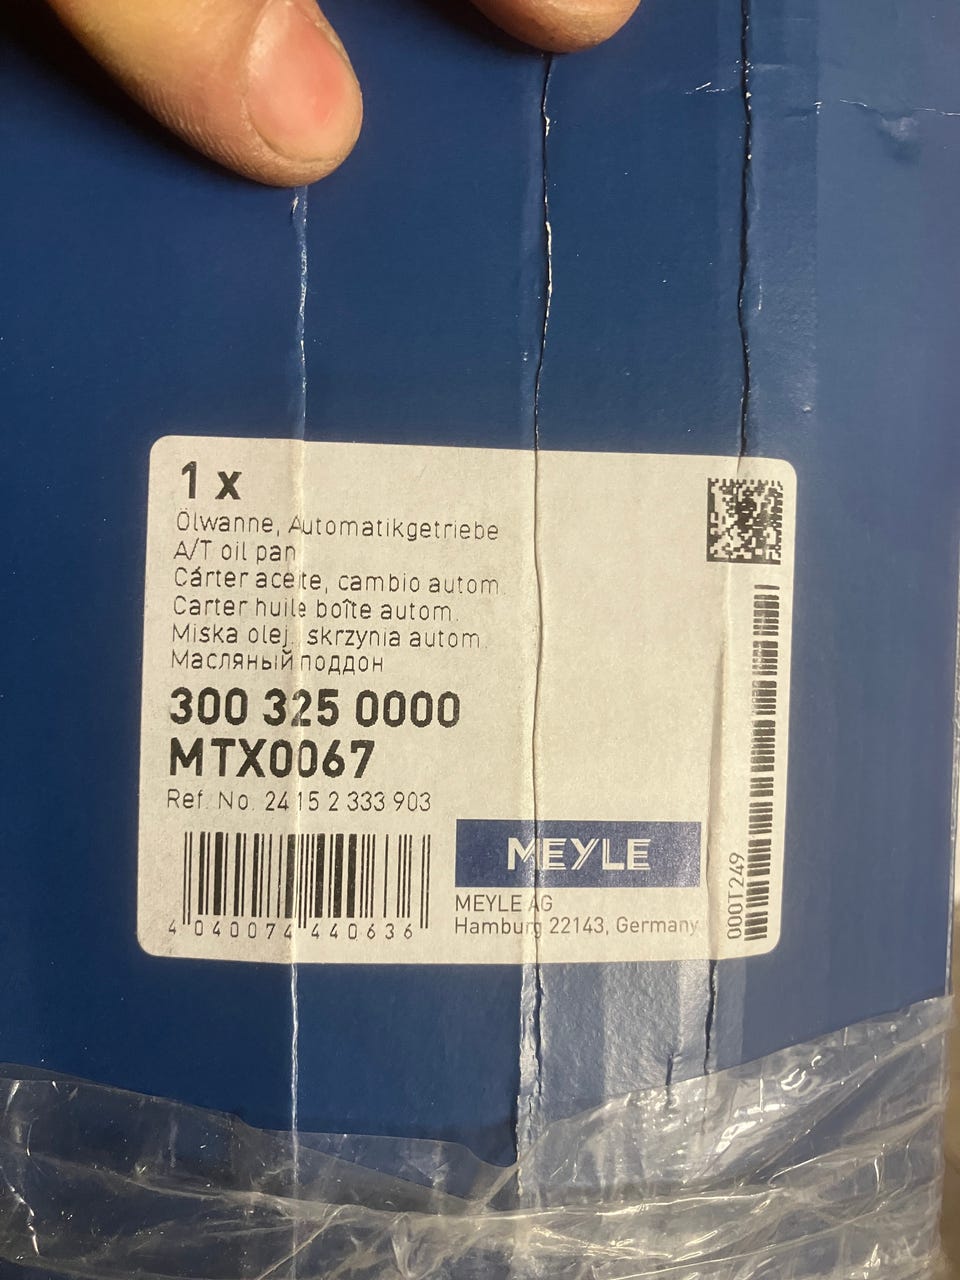 1 x
Ölwanne, Automatikgetriebe
A/T oil pan
Cárter aceite, cambio autom.
Carter huile boîte autom.
Miska olej. skrzynia autom.
Масляный поддон
300 325 0000
MTX0067
Ref. No. 24 15 2 333 903
4 040074 440636
MEYLE
MEYLE AG
Hamburg 22143, Germany
000T249